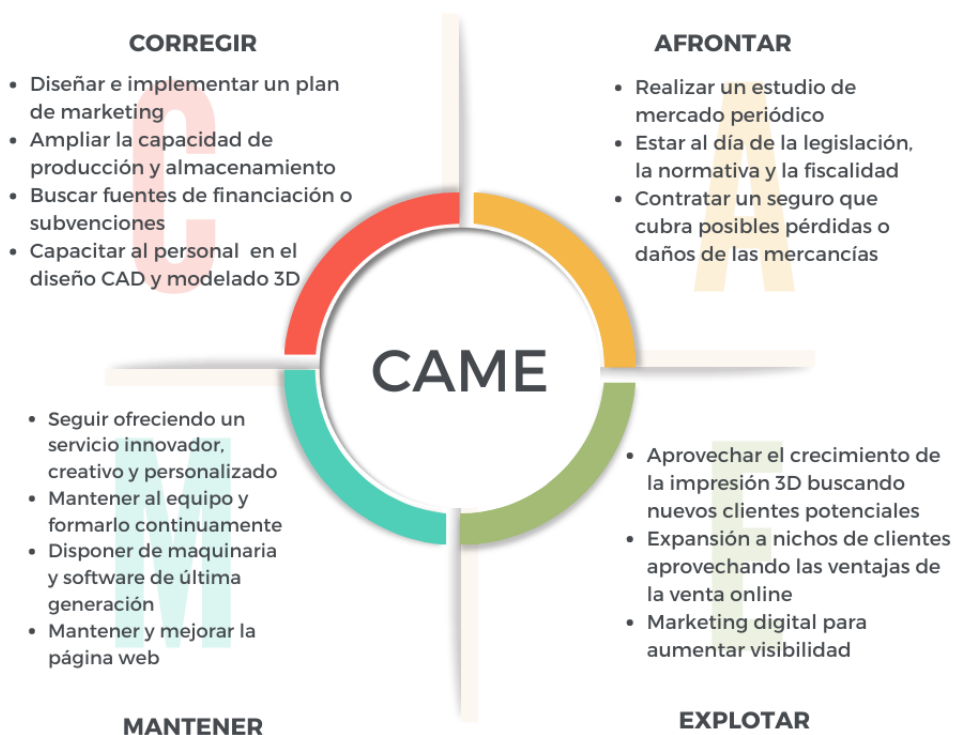 CORREGIR
• Diseñar e implementar un plan
de marketing
• Ampliar la capacidad de
producción y almacenamiento
• Buscar fuentes de financiación o
subvenciones
• Capacitar al personal en el
diseño CAD y modelado 3D
C
AFRONTAR
• Realizar un estudio de
mercado periódico
• Estar al día de la legislación,
la normativa y la fiscalidad
• Contratar un seguro que
cubra posibles pérdidas o
daños de las mercancías
A
CAME
• Seguir ofreciendo un
servicio innovador,
creativo y personalizado
• Mantener al equipo y
formarlo continuamente
• Disponer de maquinaria
y software de última
generación
• Mantener y mejorar la
página web
M
MANTENER
• Aprovechar el crecimiento de
la impresión 3D buscando
nuevos clientes potenciales
• Expansión a nichos de clientes
aprovechando las ventajas de
la venta online
• Marketing digital para
aumentar visibilidad
E
EXPLOTAR